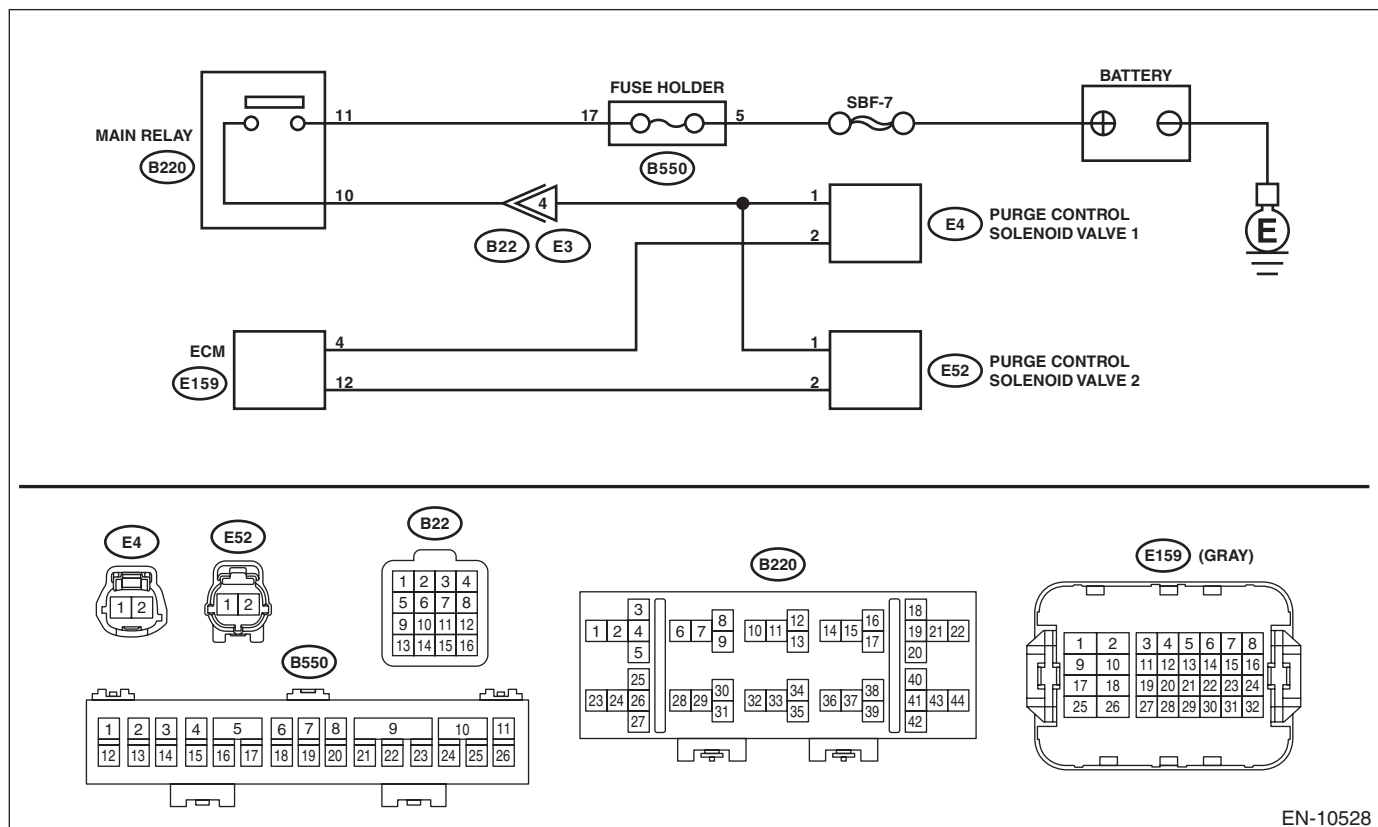 BATTERY
FUSE HOLDER
SBF-7
11
17
5
MAIN RELAY
B220
B550
10
4
1
B22
E3
2
E4
PURGE CONTROL
SOLENOID VALVE 1
E
ECM
4
1
E159
12
2
E52
PURGE CONTROL
SOLENOID VALVE 2
E4
1 2
E52
1 2
B22
1 2 3 4
5 6 7 8
9 10 11 12
13 14 15 16
B550
1 2 3 4 5 6 7 8 9 10 11
12 13 14 15 16 17 18 19 20 21 22 23 24 25 26
B220
3 8 12 16 18
1 2 4 6 7 10 11 14 15 19 21 22
5 9 13 17 20
25 30 34 38 40
23 24 26 28 29 32 33 36 37 41 43 44
27 31 35 39 42
E159 (GRAY)
1 2 3 4 5 6 7 8
9 10 11 12 13 14 15 16
17 18 19 20 21 22 23 24
25 26 27 28 29 30 31 32
EN-10528